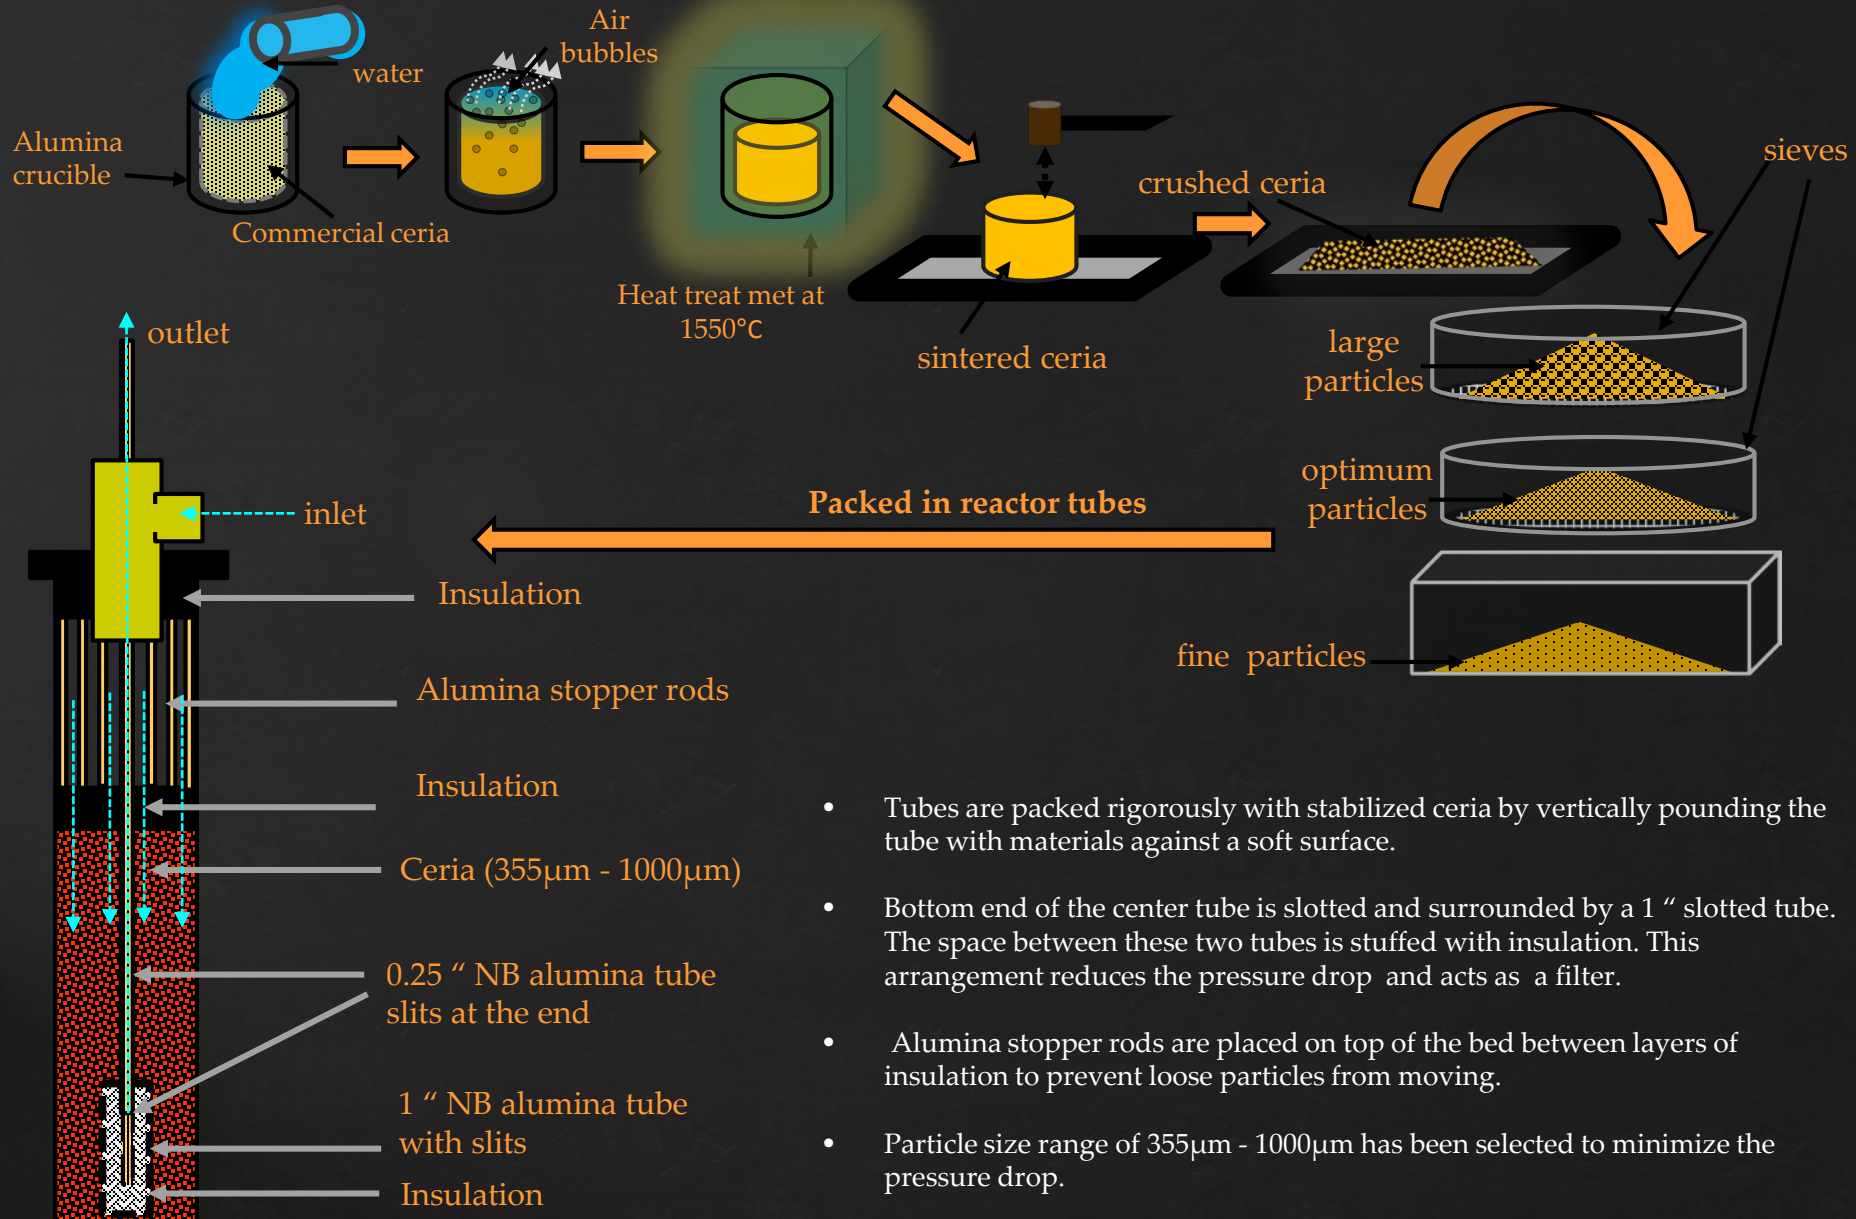 Air
bubbles
water
Alumina
crucible
Commercial ceria
Heat treat met at
1550°C
sintered ceria
crushed ceria
sieves
large
particles
optimum
particles
fine  particles
Packed in reactor tubes
outlet
inlet
Insulation
Alumina stopper rods
Insulation
Ceria (355µm - 1000µm)
0.25 “ NB alumina tube
slits at the end
1 “ NB alumina tube
with slits
Insulation
• Tubes are packed rigorously with stabilized ceria by vertically pounding the
tube with materials against a soft surface.
• Bottom end of the center tube is slotted and surrounded by a 1 “ slotted tube.
The space between these two tubes is stuffed with insulation. This
arrangement reduces the pressure drop  and acts as  a filter.
• Alumina stopper rods are placed on top of the bed between layers of
insulation to prevent loose particles from moving.
• Particle size range of 355µm - 1000µm has been selected to minimize the
pressure drop.